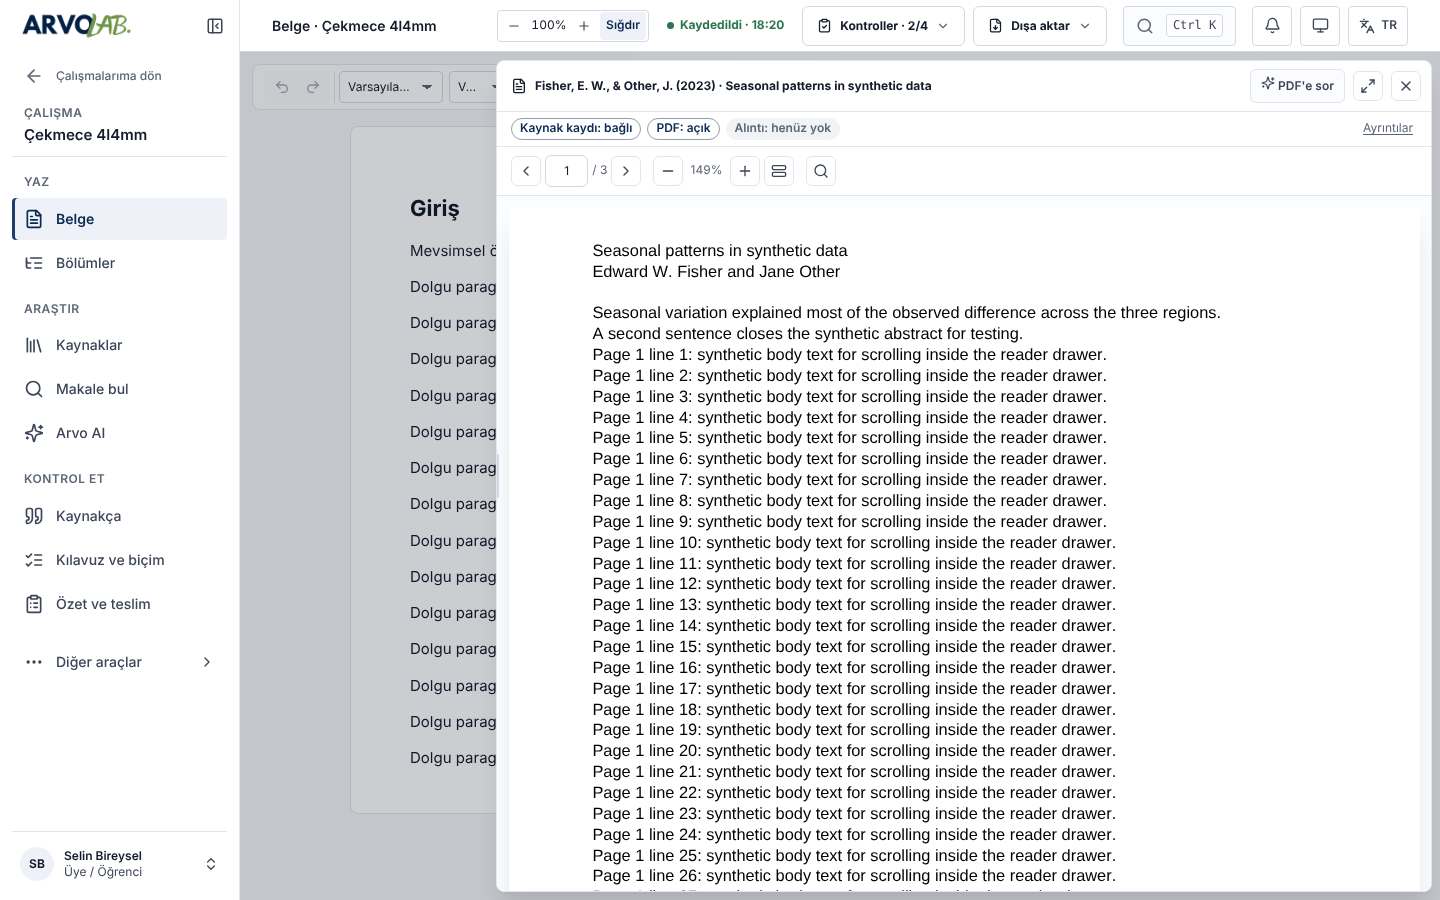 ARVOLAB.
Çalışmalarıma dön
ÇALIŞMA
Çekmece 4l4mm
YAZ
Belge
Bölümler
ARAŞTIR
Kaynaklar
Makale bul
Arvo AI
KONTROL ET
Kaynakça
Kılavuz ve biçim
Özet ve teslim
Diğer araçlar
SB
Selin Bireysel
Üye / Öğrenci
Belge · Çekmece 4l4mm
100%
Sığdır
Kaydedildi · 18:20
Kontroller · 2/4
Dışa aktar
Ctrl K
TR
Varsayıla...
V...
Giriş
Mevsimsel ö
Dolgu parag
Dolgu parag
Dolgu parag
Dolgu parag
Dolgu parag
Dolgu parag
Dolgu parag
Dolgu parag
Dolgu parag
Dolgu parag
Dolgu parag
Dolgu parag
Dolgu parag
Dolgu parag
Fisher, E. W., & Other, J. (2023) · Seasonal patterns in synthetic data
PDF'e sor
Kaynak kaydı: bağlı
PDF: açık
Alıntı: henüz yok
Ayrıntılar
1 / 3
149%
Seasonal patterns in synthetic data
Edward W. Fisher and Jane Other
Seasonal variation explained most of the observed difference across the three regions.
A second sentence closes the synthetic abstract for testing.
Page 1 line 1: synthetic body text for scrolling inside the reader drawer.
Page 1 line 2: synthetic body text for scrolling inside the reader drawer.
Page 1 line 3: synthetic body text for scrolling inside the reader drawer.
Page 1 line 4: synthetic body text for scrolling inside the reader drawer.
Page 1 line 5: synthetic body text for scrolling inside the reader drawer.
Page 1 line 6: synthetic body text for scrolling inside the reader drawer.
Page 1 line 7: synthetic body text for scrolling inside the reader drawer.
Page 1 line 8: synthetic body text for scrolling inside the reader drawer.
Page 1 line 9: synthetic body text for scrolling inside the reader drawer.
Page 1 line 10: synthetic body text for scrolling inside the reader drawer.
Page 1 line 11: synthetic body text for scrolling inside the reader drawer.
Page 1 line 12: synthetic body text for scrolling inside the reader drawer.
Page 1 line 13: synthetic body text for scrolling inside the reader drawer.
Page 1 line 14: synthetic body text for scrolling inside the reader drawer.
Page 1 line 15: synthetic body text for scrolling inside the reader drawer.
Page 1 line 16: synthetic body text for scrolling inside the reader drawer.
Page 1 line 17: synthetic body text for scrolling inside the reader drawer.
Page 1 line 18: synthetic body text for scrolling inside the reader drawer.
Page 1 line 19: synthetic body text for scrolling inside the reader drawer.
Page 1 line 20: synthetic body text for scrolling inside the reader drawer.
Page 1 line 21: synthetic body text for scrolling inside the reader drawer.
Page 1 line 22: synthetic body text for scrolling inside the reader drawer.
Page 1 line 23: synthetic body text for scrolling inside the reader drawer.
Page 1 line 24: synthetic body text for scrolling inside the reader drawer.
Page 1 line 25: synthetic body text for scrolling inside the reader drawer.
Page 1 line 26: synthetic body text for scrolling inside the reader drawer.